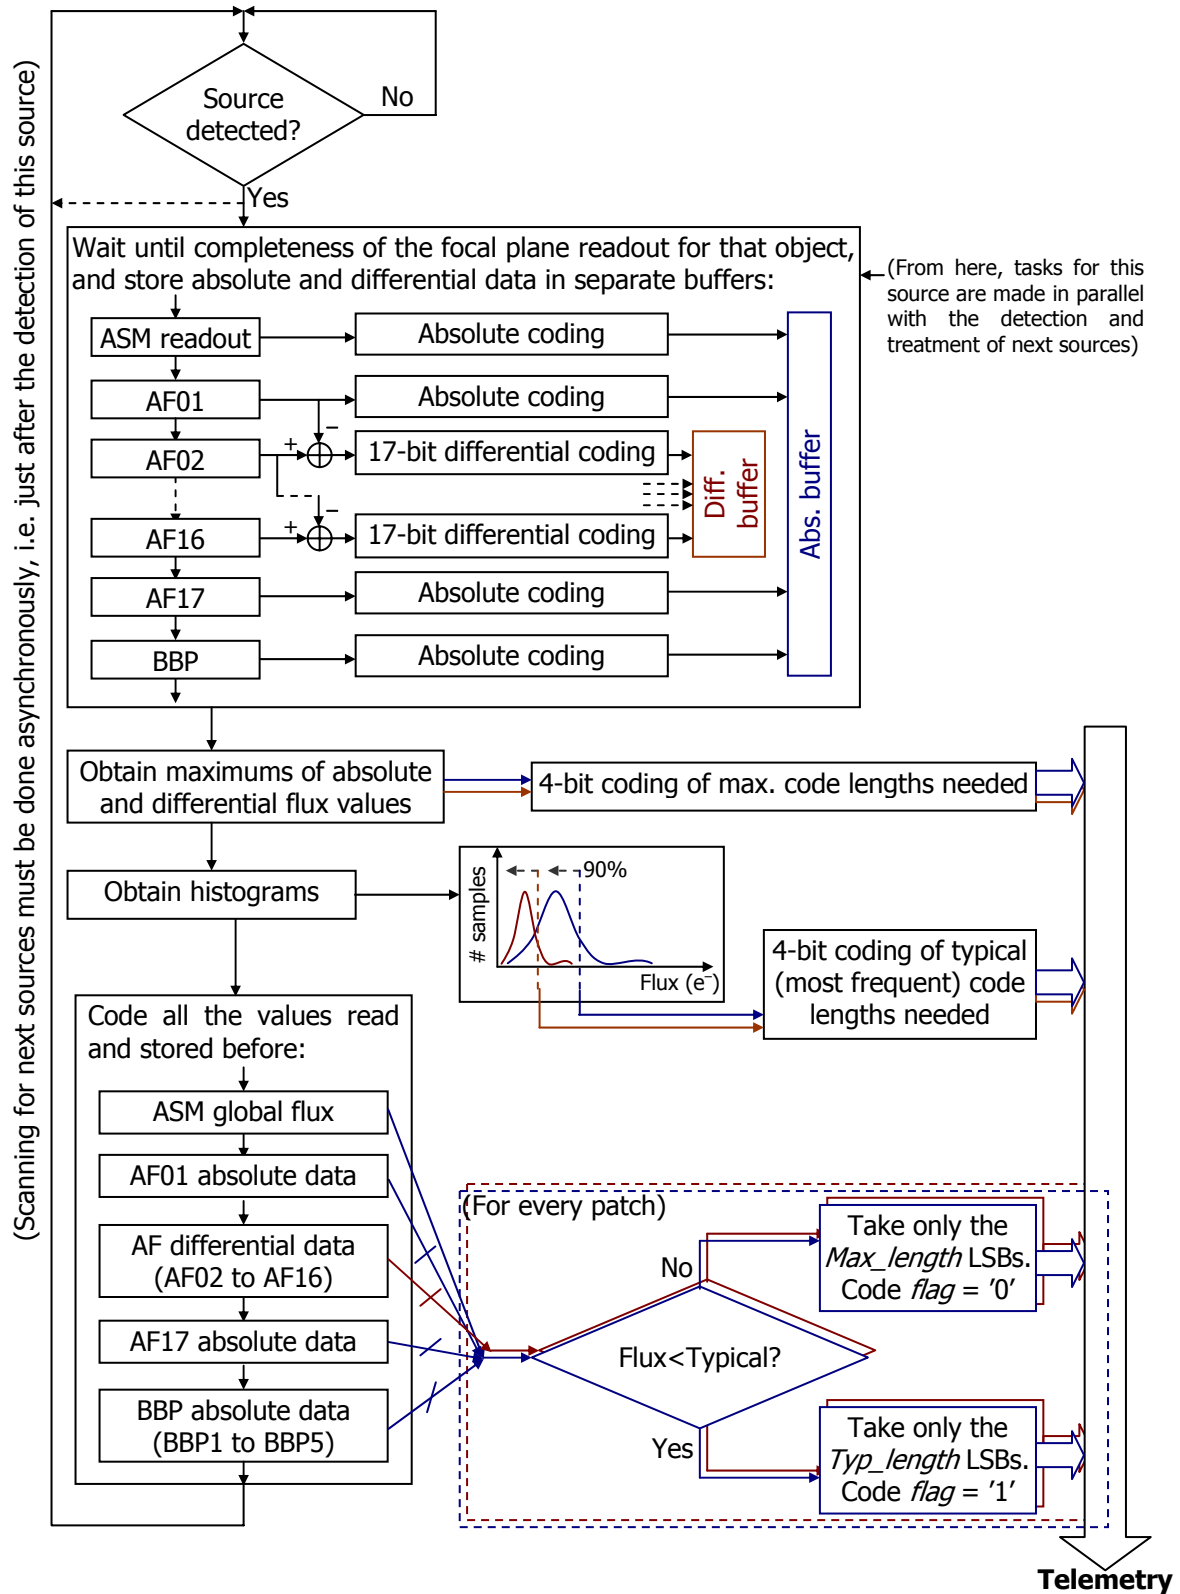 (Scanning for next sources must be done asynchronously, i.e. just after the detection of this source)
Source
detected?
No
Yes
Wait until completeness of the focal plane readout for that object,
and store absolute and differential data in separate buffers:
(From here, tasks for this
source are made in parallel
with the detection and
treatment of next sources)
ASM readout
Absolute coding
AF01
Absolute coding
−
AF02
+
17-bit differential coding
−
AF16
+
17-bit differential coding
Diff.
buffer
Abs. buffer
AF17
Absolute coding
BBP
Absolute coding
Obtain maximums of absolute
and differential flux values
4-bit coding of max. code lengths needed
Obtain histograms
# samples
90%
Flux (e⁻)
4-bit coding of typical
(most frequent) code
lengths needed
Code all the values read
and stored before:
ASM global flux
AF01 absolute data
AF differential data
(AF02 to AF16)
AF17 absolute data
BBP absolute data
(BBP1 to BBP5)
(For every patch)
Flux<Typical?
No
Take only the
Max_length LSBs.
Code flag = '0'
Yes
Take only the
Typ_length LSBs.
Code flag = '1'
Telemetry